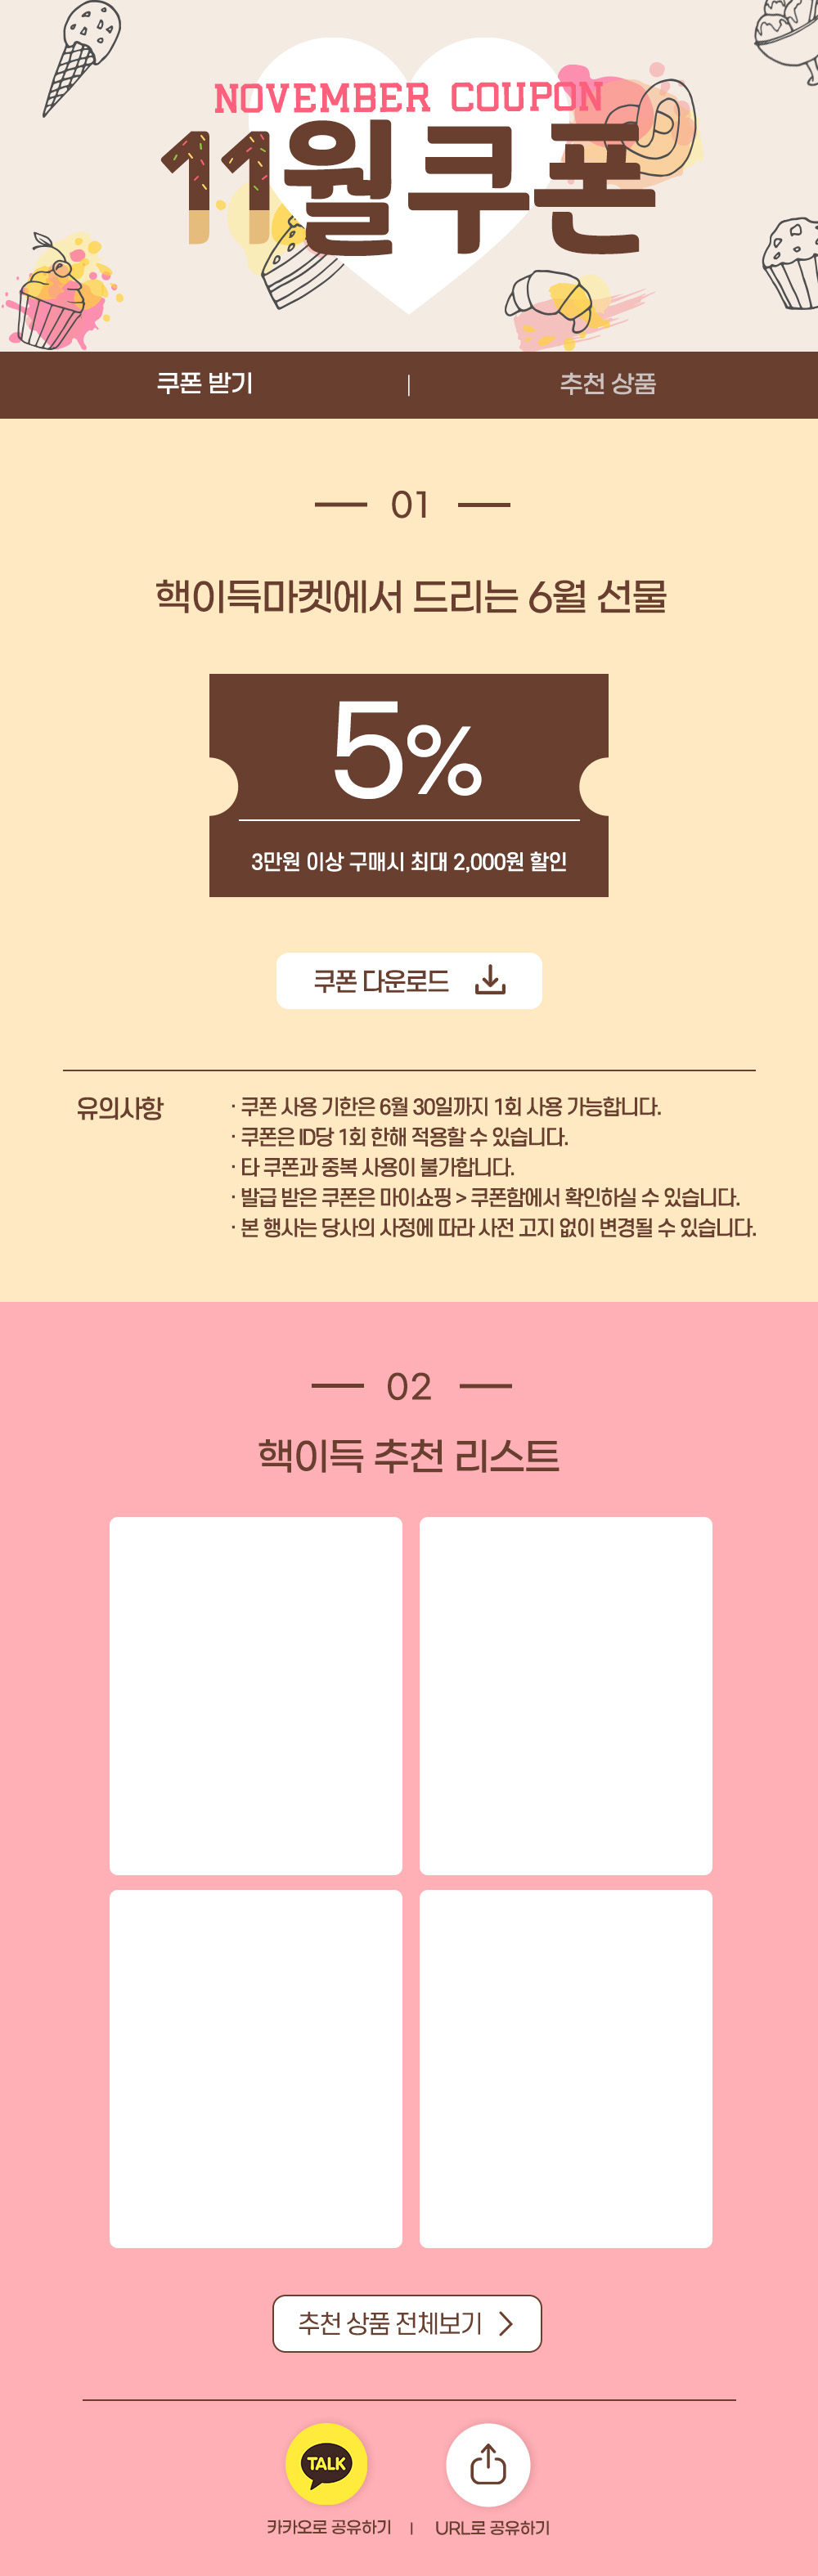 NOVEMBER COUPON
11월쿠폰
쿠폰 받기 | 추천 상품
01
핵이득마켓에서 드리는 6월 선물
5%
3만원 이상 구매시 최대 2,000원 할인
쿠폰 다운로드
유의사항
· 쿠폰 사용 기한은 6월 30일까지 1회 사용 가능합니다.
· 쿠폰은 ID당 1회 한해 적용할 수 있습니다.
· 타 쿠폰과 중복 사용이 불가합니다.
· 발급 받은 쿠폰은 마이쇼핑 > 쿠폰함에서 확인하실 수 있습니다.
· 본 행사는 당사의 사정에 따라 사전 고지 없이 변경될 수 있습니다.
02
핵이득 추천 리스트
추천 상품 전체보기
TALK
카카오로 공유하기 | URL로 공유하기